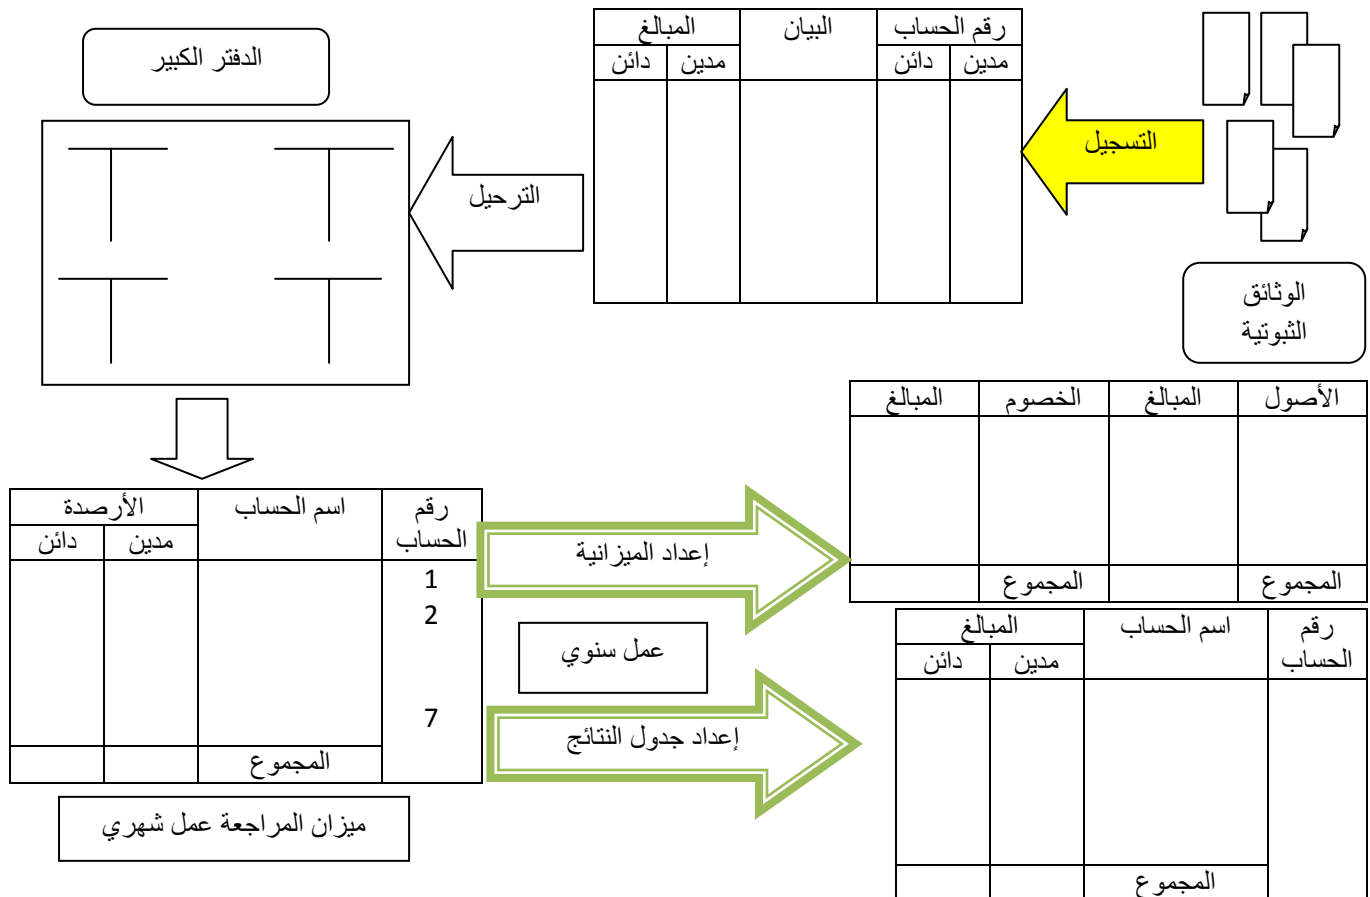 رقم الحساب البيان المبالغ
مدين دائن مدين دائن
الدفتر الكبير
التسجيل
الترحيل
الوثائق
الثبوتية
الأصول المبالغ الخصوم المبالغ
المجموع المجموع
رقم اسم الحساب الأرصدة
الحساب مدين دائن
1
2
7
المجموع
إعداد الميزانية
عمل سنوي
إعداد جدول النتائج
رقم اسم الحساب المبالغ
الحساب مدين دائن
المجموع
ميزان المراجعة عمل شهري